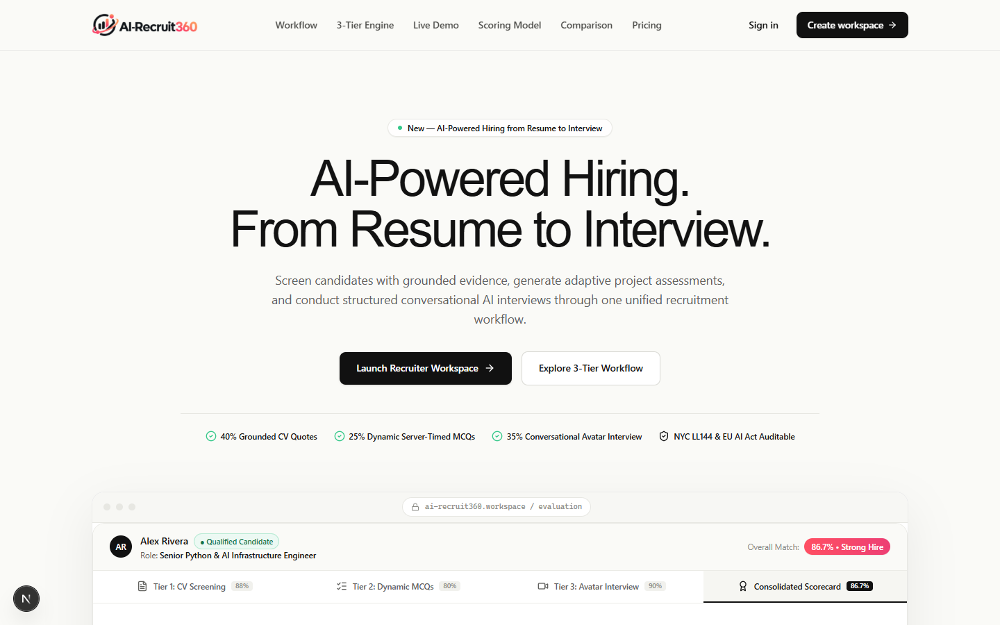 AI-Recruit360
Workflow
3-Tier Engine
Live Demo
Scoring Model
Comparison
Pricing
Sign in
Create workspace →
New — AI-Powered Hiring from Resume to Interview
AI-Powered Hiring.
From Resume to Interview.
Screen candidates with grounded evidence, generate adaptive project assessments,
and conduct structured conversational AI interviews through one unified recruitment
workflow.
Launch Recruiter Workspace →
Explore 3-Tier Workflow
40% Grounded CV Quotes
25% Dynamic Server-Timed MCQs
35% Conversational Avatar Interview
NYC LL144 & EU AI Act Auditable
ai-recruit360.workspace / evaluation
AR
Alex Rivera
● Qualified Candidate
Role: Senior Python & AI Infrastructure Engineer
Overall Match:
86.7% • Strong Hire
Tier 1: CV Screening 88%
Tier 2: Dynamic MCQs 80%
Tier 3: Avatar Interview 90%
Consolidated Scorecard 86.7%
N